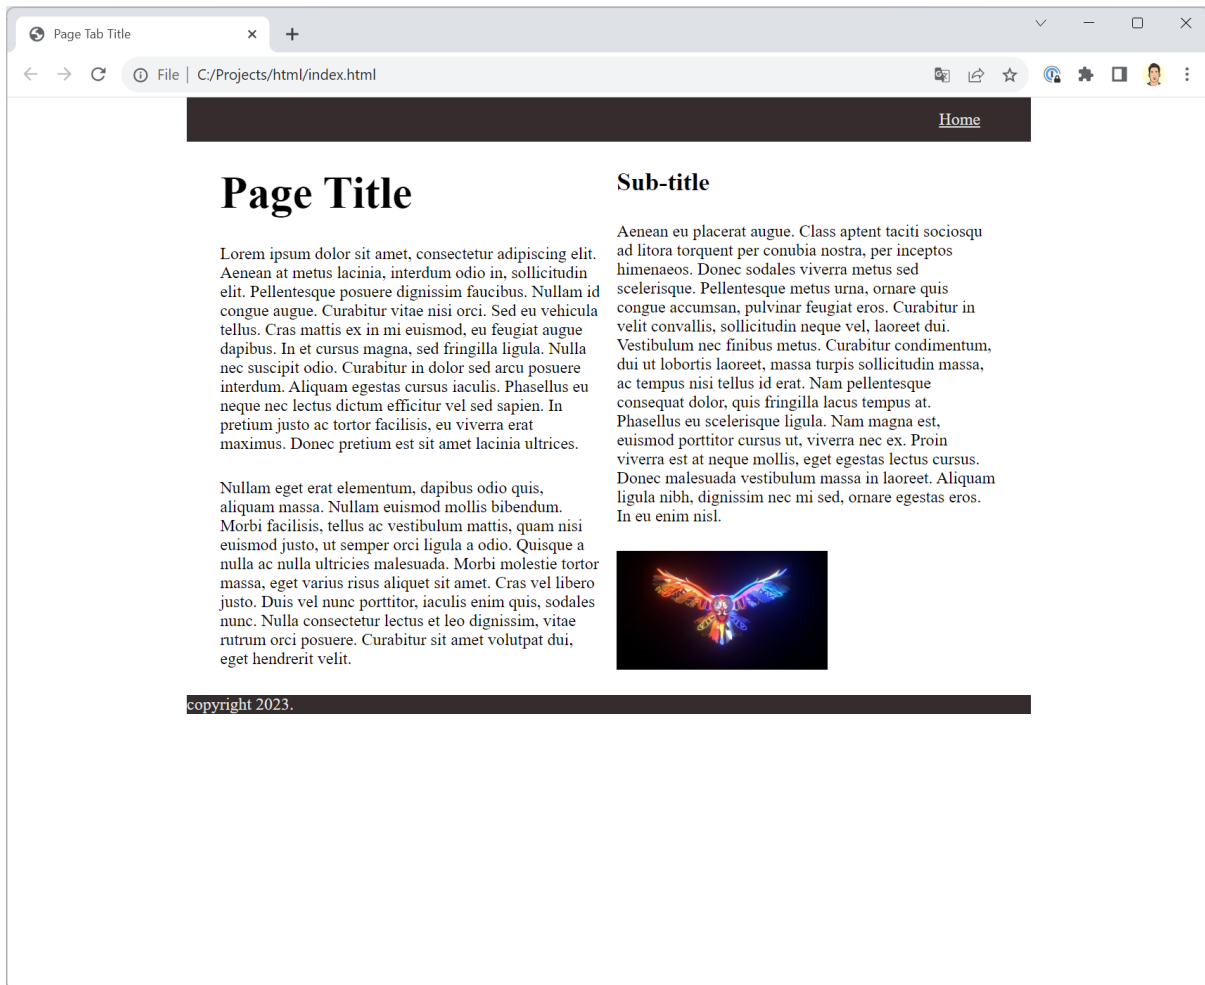 Page Tab Title
File
C:/Projects/html/index.html
Home
Page Title
Lorem ipsum dolor sit amet, consectetur adipiscing elit.
Aenean at metus lacinia, interdum odio in, sollicitudin
elit. Pellentesque posuere dignissim faucibus. Nullam id
congue augue. Curabitur vitae nisi orci. Sed eu vehicula
tellus. Cras mattis ex in mi euismod, eu feugiat augue
dapibus. In et cursus magna, sed fringilla ligula. Nulla
nec suscipit odio. Curabitur in dolor sed arcu posuere
interdum. Aliquam egestas cursus iaculis. Phasellus eu
neque nec lectus dictum efficitur vel sed sapien. In
pretium justo ac tortor facilisis, eu viverra erat
maximus. Donec pretium est sit amet lacinia ultrices.
Nullam eget erat elementum, dapibus odio quis,
aliquam massa. Nullam euismod mollis bibendum.
Morbi facilisis, tellus ac vestibulum mattis, quam nisi
euismod justo, ut semper orci ligula a odio. Quisque a
nulla ac nulla ultricies malesuada. Morbi molestie tortor
massa, eget varius risus aliquet sit amet. Cras vel libero
justo. Duis vel nunc porttitor, iaculis enim quis, sodales
nunc. Nulla consectetur lectus et leo dignissim, vitae
rutrum orci posuere. Curabitur sit amet volutpat dui,
eget hendrerit velit.
Sub-title
Aenean eu placerat augue. Class aptent taciti sociosqu
ad litora torquent per conubia nostra, per inceptos
himenaeos. Donec sodales viverra metus sed
scelerisque. Pellentesque metus urna, ornare quis
congue accumsan, pulvinar feugiat eros. Curabitur in
velit convallis, sollicitudin neque vel, laoreet dui.
Vestibulum nec finibus metus. Curabitur condimentum,
dui ut lobortis laoreet, massa turpis sollicitudin massa,
ac tempus nisi tellus id erat. Nam pellentesque
consequat dolor, quis fringilla lacus tempus at.
Phasellus eu scelerisque ligula. Nam magna est,
euismod porttitor cursus ut, viverra nec ex. Proin
viverra est at neque mollis, eget egestas lectus cursus.
Donec malesuada vestibulum massa in laoreet. Aliquam
ligula nibh, dignissim nec mi sed, ornare egestas eros.
In eu enim nisl.
copyright 2023.